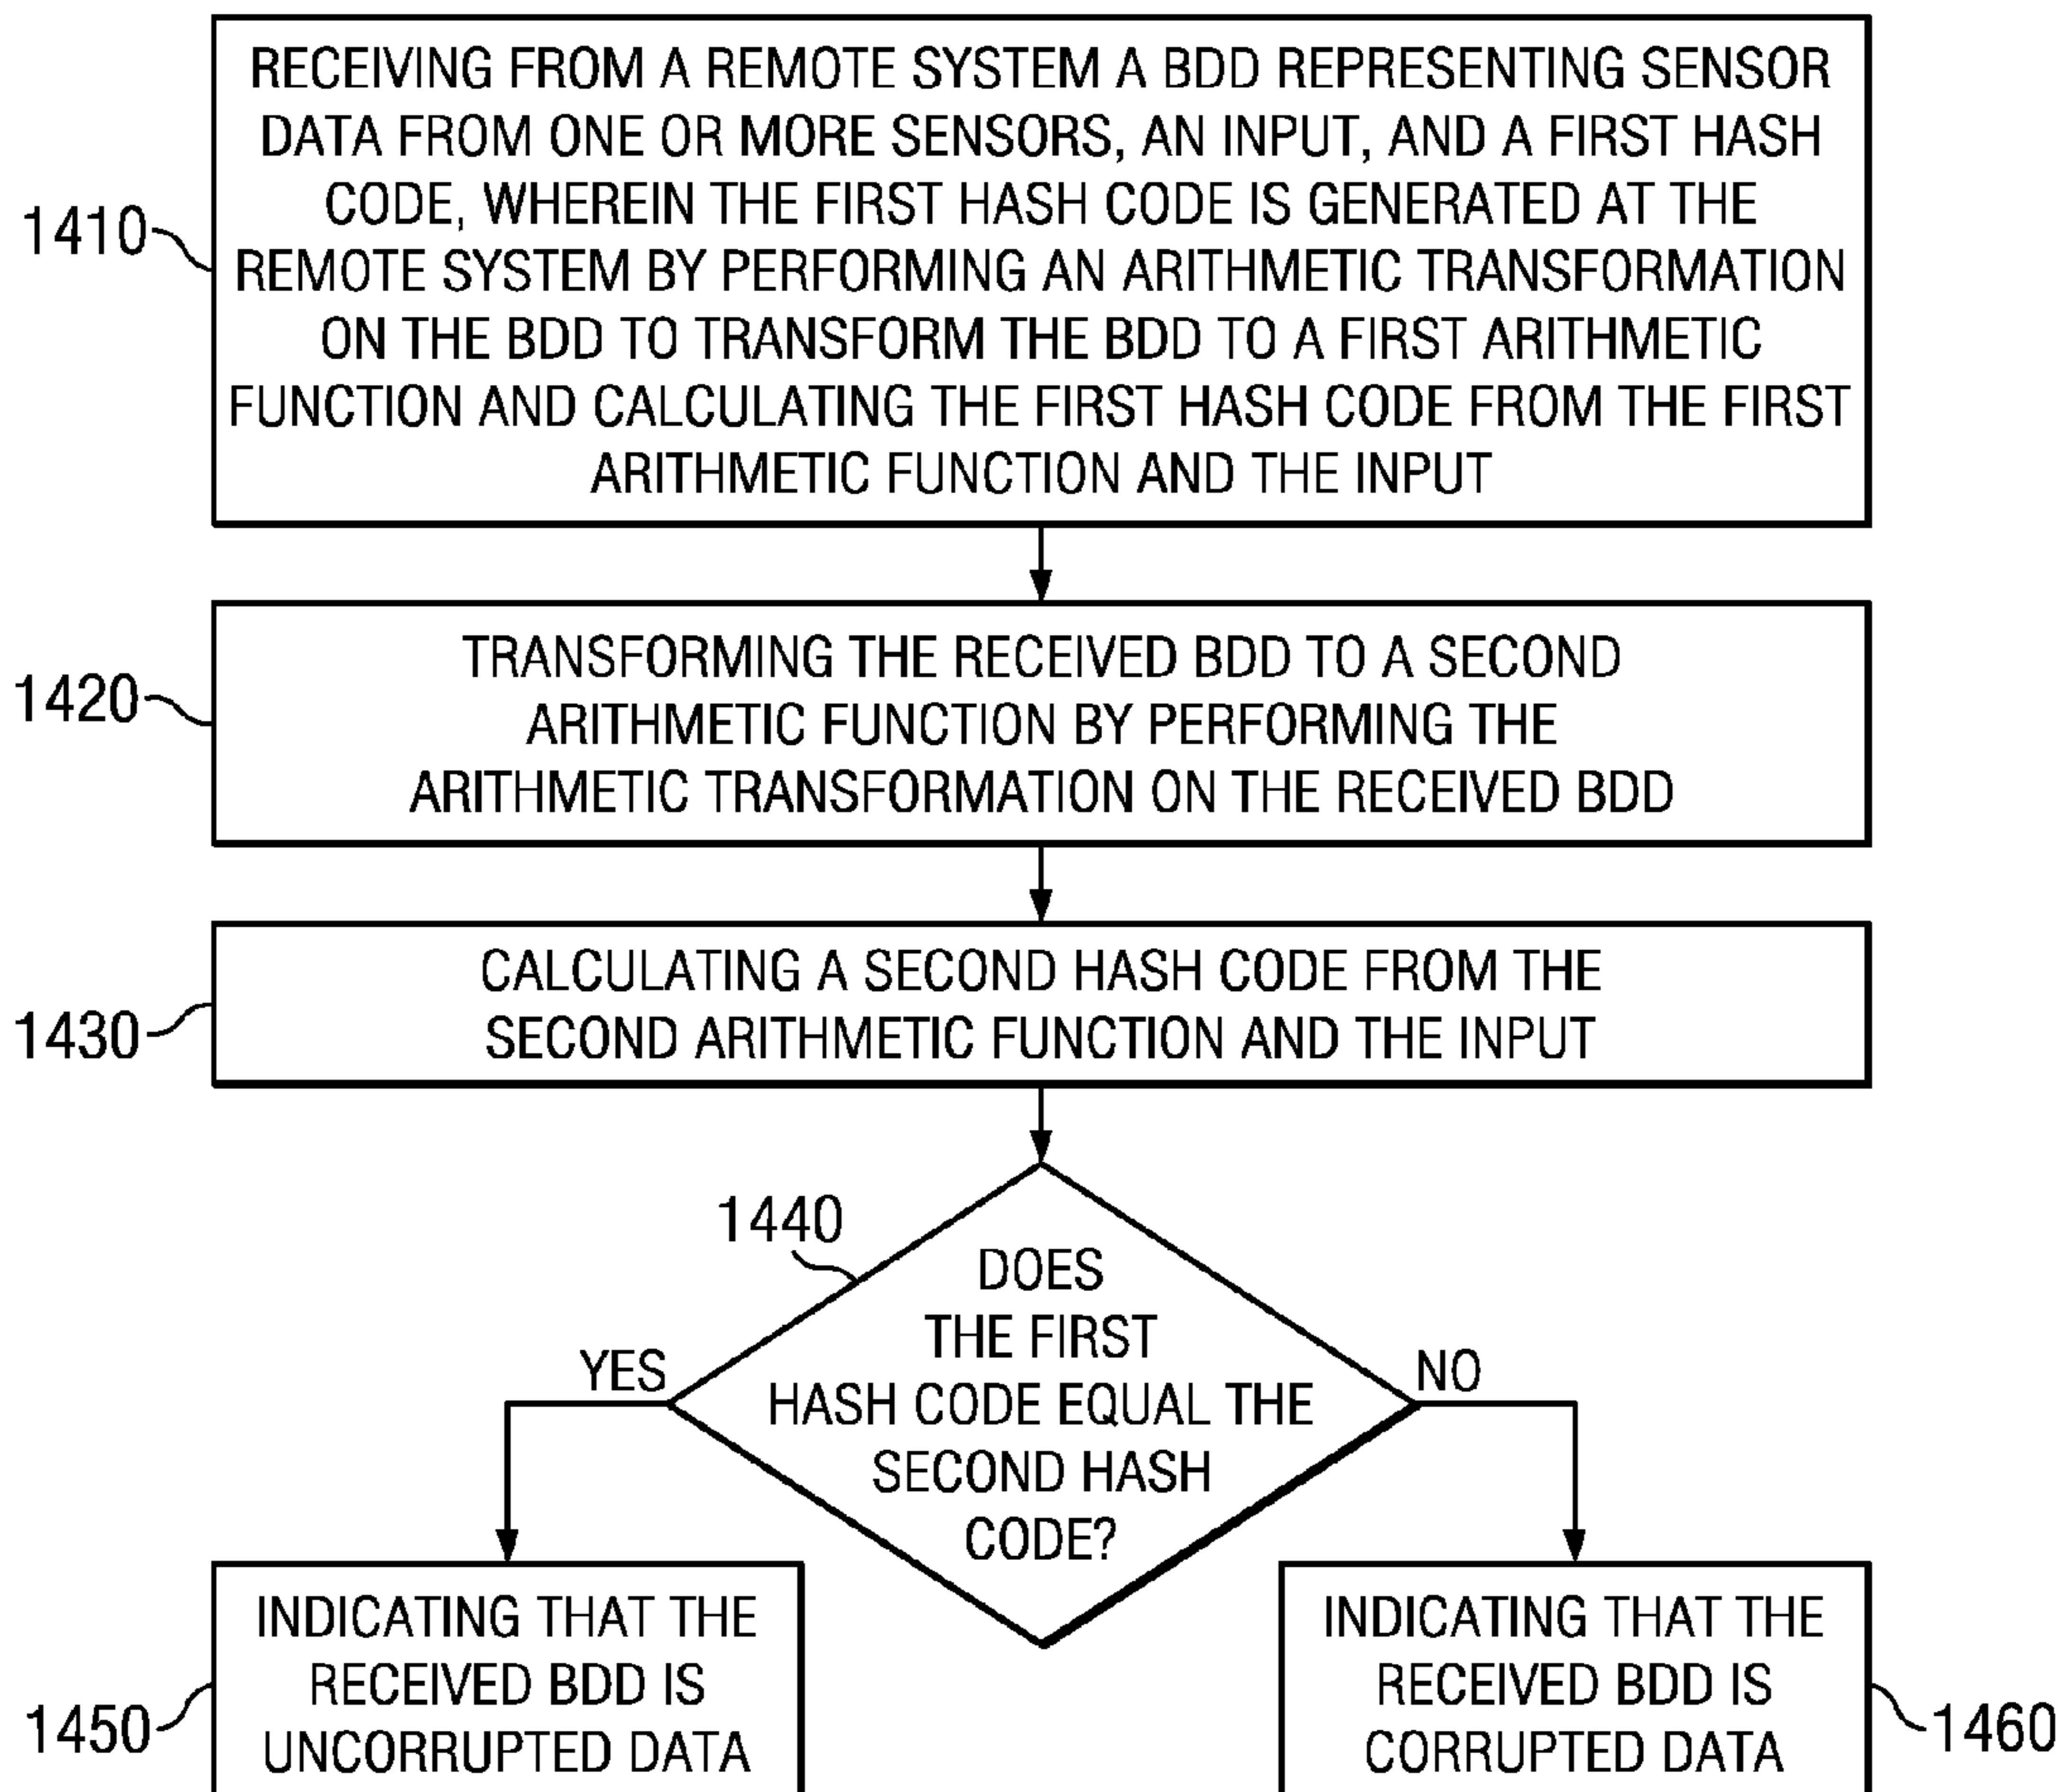 RECEIVING FROM A REMOTE SYSTEM A BDD REPRESENTING SENSOR
DATA FROM ONE OR MORE SENSORS, AN INPUT, AND A FIRST HASH
CODE, WHEREIN THE FIRST HASH CODE IS GENERATED AT THE
1410
REMOTE SYSTEM BY PERFORMING AN ARITHMETIC TRANSFORMATION
ON THE BDD TO TRANSFORM THE BDD TO A FIRST ARITHMETIC
FUNCTION AND CALCULATING THE FIRST HASH CODE FROM THE FIRST
ARITHMETIC FUNCTION AND THE INPUT
TRANSFORMING THE RECEIVED BDD TO A SECOND
1420
ARITHMETIC FUNCTION BY PERFORMING THE
ARITHMETIC TRANSFORMATION ON THE RECEIVED BDD
CALCULATING A SECOND HASH CODE FROM THE
1430
SECOND ARITHMETIC FUNCTION AND THE INPUT
1440
DOES
THE FIRST
HASH CODE EQUAL THE
SECOND HASH
CODE?
YES
NO
INDICATING THAT THE
RECEIVED BDD IS
UNCORRUPTED DATA
1450
INDICATING THAT THE
RECEIVED BDD IS
CORRUPTED DATA
1460